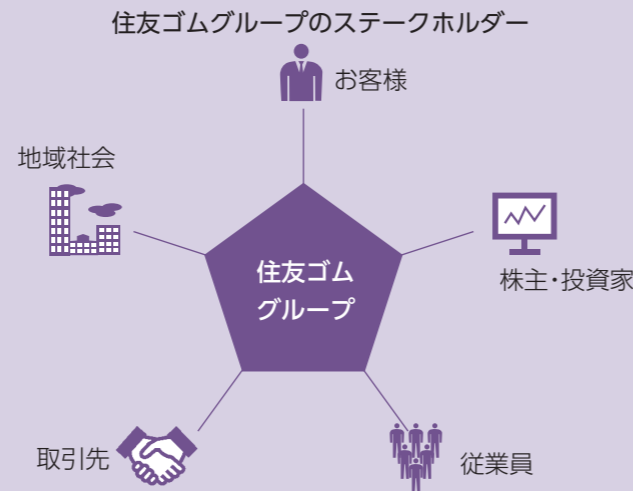 住友ゴムグループのステークホルダー
お客様
地域社会
株主・投資家
住友ゴム
グループ
取引先
従業員